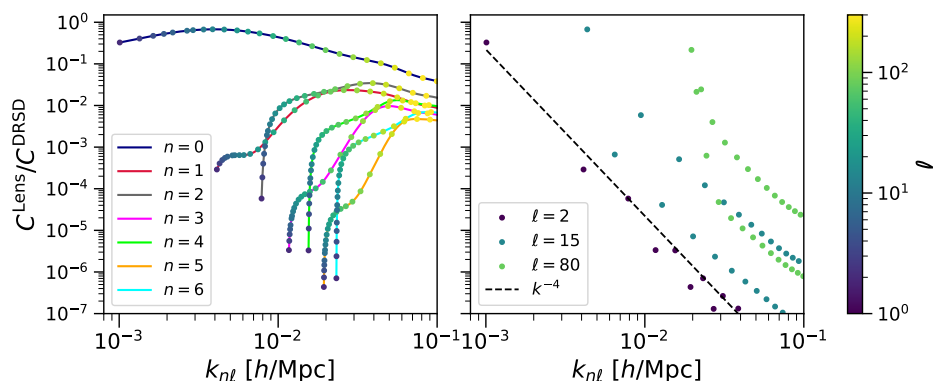 C^Lens/C^DRSD
10^0
10^−1
10^−2
10^−3
10^−4
10^−5
10^−6
10^−7
n = 0
n = 1
n = 2
n = 3
n = 4
n = 5
n = 6
10^−3
10^−2
10^−1
k_nℓ [h/Mpc]
ℓ = 2
ℓ = 15
ℓ = 80
k^−4
10^−3
10^−2
10^−1
k_nℓ [h/Mpc]
10^2
10^1
10^0
ℓ